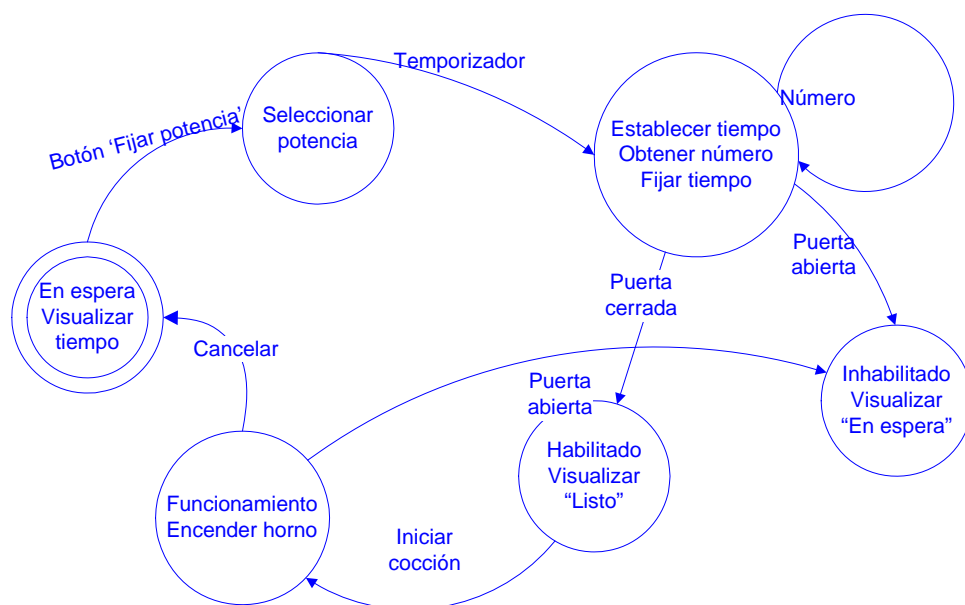 Temporizador
Número
Seleccionar
potencia
Botón ‘Fijar potencia’
Establecer tiempo
Obtener número
Fijar tiempo
Puerta
abierta
Puerta
cerrada
En espera
Visualizar
tiempo
Cancelar
Puerta
abierta
Inhabilitado
Visualizar
“En espera”
Habilitado
Visualizar
“Listo”
Funcionamiento
Encender horno
Iniciar
cocción